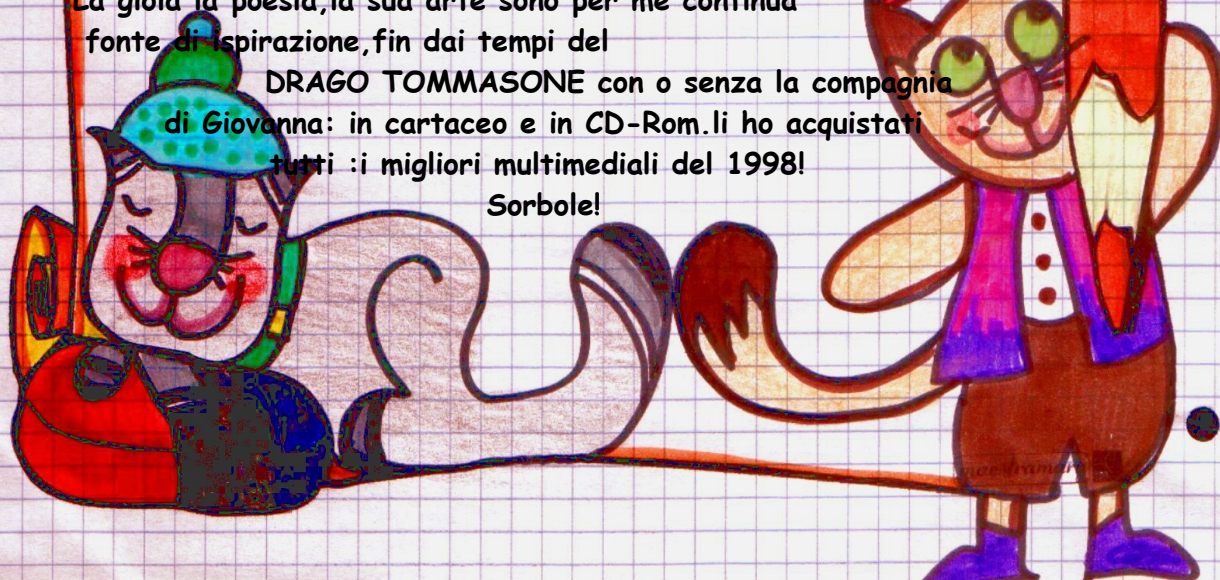 La gioia la poesia,la sua arte sono per me continua
fonte di ispirazione,fin dai tempi del
DRAGO TOMMASONE con o senza la compagnia
di Giovanna: in cartaceo e in CD-Rom.li ho acquistati
tutti :i migliori multimediali del 1998!
Sorbole!